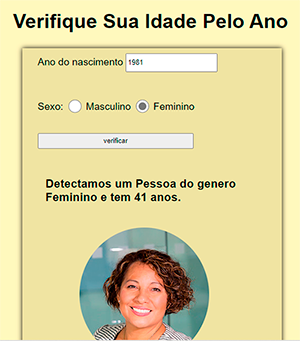 Verifique Sua Idade Pelo Ano
Ano do nascimento 1981
Sexo: Masculino Feminino
verificar
Detectamos um Pessoa do genero
Feminino e tem 41 anos.